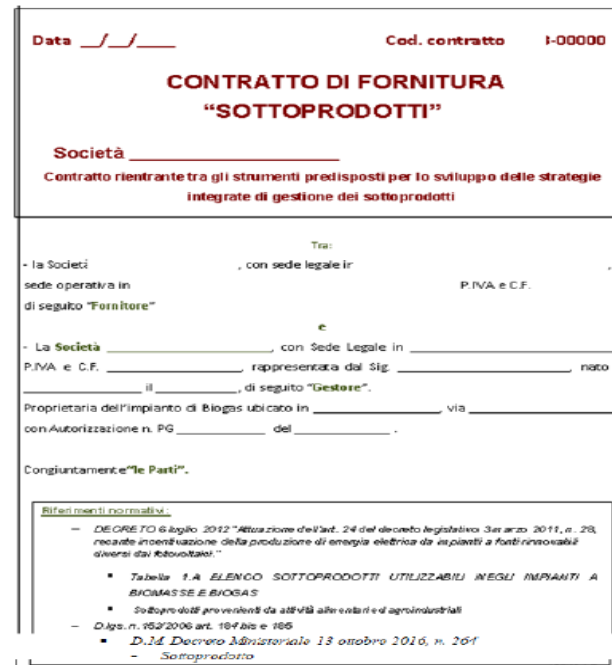 Data __/__/____ Cod. contratto I-00000
CONTRATTO DI FORNITURA
“SOTTOPRODOTTI”
Società ____________________
Contratto rientrante tra gli strumenti predisposti per lo sviluppo delle strategie
integrate di gestione dei sottoprodotti
Tra:
- la Società , con sede legale in ,
sede operativa in P.IVA e C.F.
di seguito “Fornitore”
e
- La Società ____________________, con Sede Legale in ____________________
P.IVA e C.F. ____________, rappresentata dal Sig. ________________, nato
____________ il _________, di seguito “Gestore”.
Proprietaria dell'impianto di Biogas ubicato in ______________, via ______________
con Autorizzazione n. PG _________ del __________ .
Congiuntamente “le Parti”.
Riferimenti normativi:
– DECRETO 6 luglio 2012 “Attuazione dell'art. 24 del decreto legislativo 3 marzo 2011, n. 28,
recante incentivazione della produzione di energia elettrica da impianti a fonti rinnovabili
diversi dai fotovoltaici.”
▪ Tabella 1.A ELENCO SOTTOPRODOTTI UTILIZZABILI NEGLI IMPIANTI A
BIOMASSE E BIOGAS
▪ Sottoprodotti provenienti da attività alimentari ed agroindustriali
– D.lgs. n. 152/2006 art. 184 bis e 185
▪ D.M. Decreto Ministeriale 13 ottobre 2016, n. 264
- Sottoprodotto